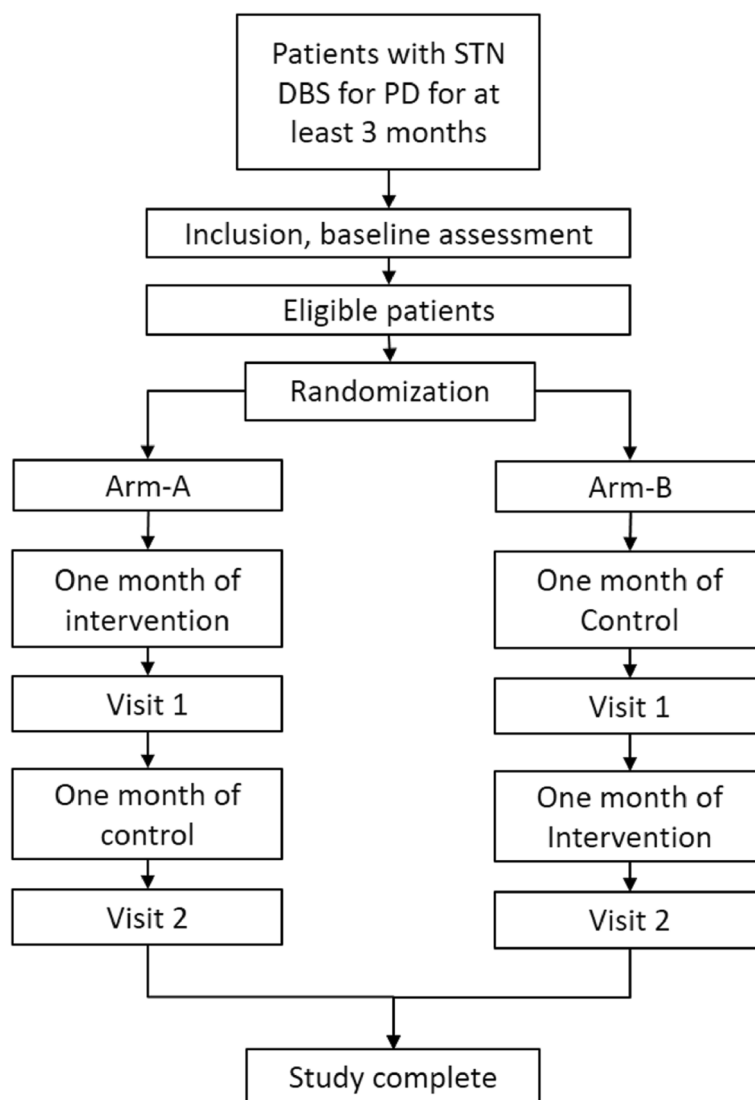 Patients with STN
DBS for PD for at
least 3 months
Inclusion, baseline assessment
Eligible patients
Randomization
Arm-A
One month of
intervention
Visit 1
One month of
control
Visit 2
Arm-B
One month of
Control
Visit 1
One month of
Intervention
Visit 2
Study complete